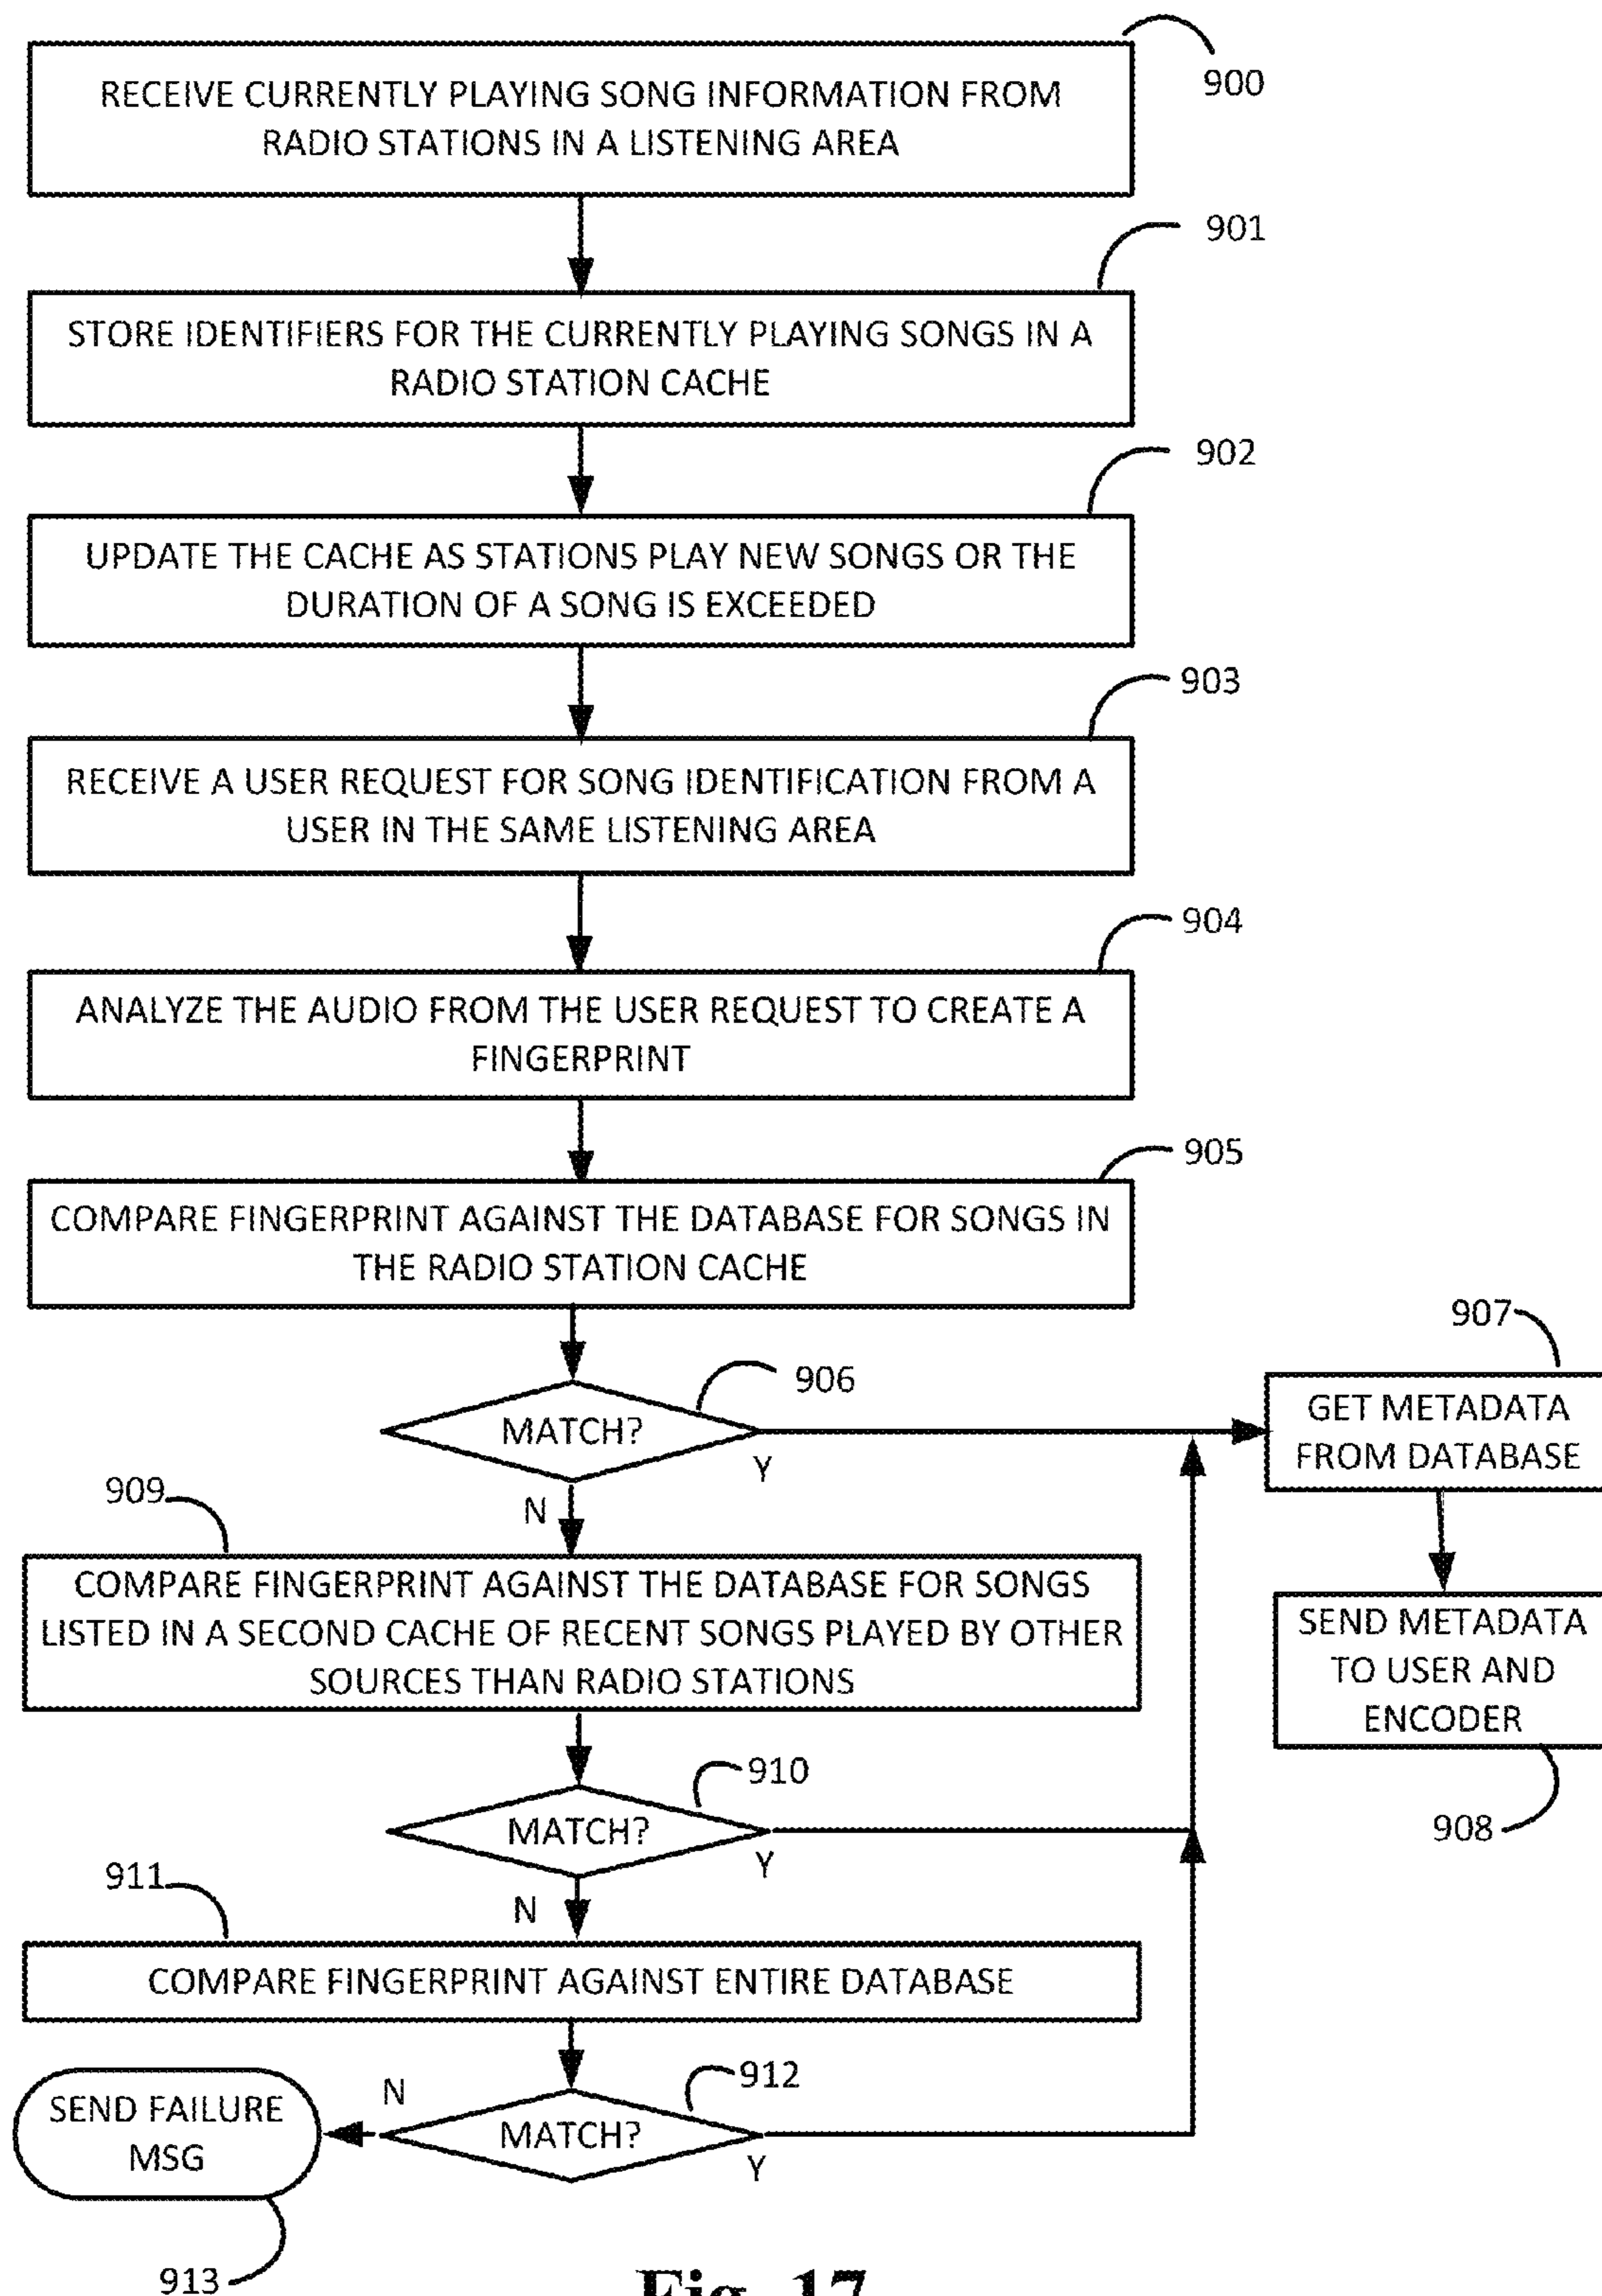 900
RECEIVE CURRENTLY PLAYING SONG INFORMATION FROM
RADIO STATIONS IN A LISTENING AREA
901
STORE IDENTIFIERS FOR THE CURRENTLY PLAYING SONGS IN A
RADIO STATION CACHE
902
UPDATE THE CACHE AS STATIONS PLAY NEW SONGS OR THE
DURATION OF A SONG IS EXCEEDED
903
RECEIVE A USER REQUEST FOR SONG IDENTIFICATION FROM A
USER IN THE SAME LISTENING AREA
904
ANALYZE THE AUDIO FROM THE USER REQUEST TO CREATE A
FINGERPRINT
905
COMPARE FINGERPRINT AGAINST THE DATABASE FOR SONGS IN
THE RADIO STATION CACHE
906
MATCH?
Y
N
907
GET METADATA
FROM DATABASE
SEND METADATA
TO USER AND
ENCODER
908
909
COMPARE FINGERPRINT AGAINST THE DATABASE FOR SONGS
LISTED IN A SECOND CACHE OF RECENT SONGS PLAYED BY OTHER
SOURCES THAN RADIO STATIONS
910
MATCH?
Y
N
911
COMPARE FINGERPRINT AGAINST ENTIRE DATABASE
912
MATCH?
Y
N
SEND FAILURE
MSG
913
Fig. 17